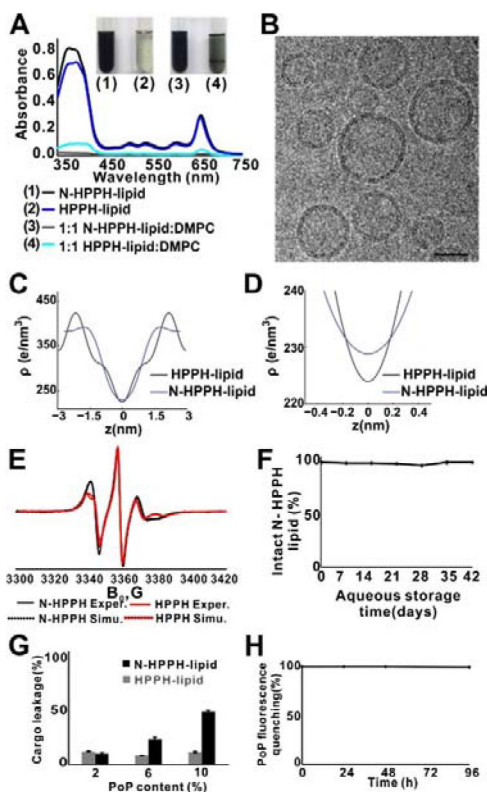 A
B
0.8
0.6
0.4
0.2
0.0
Absorbance
(1) (2) (3) (4)
350 450 550 650 750
Wavelength (nm)
(1) N-HPPH-lipid
(2) HPPH-lipid
(3) 1:1 N-HPPH-lipid:DMPC
(4) 1:1 HPPH-lipid:DMPC
C
450
350
250
ρ (e/nm³)
-3 -1.5 0 1.5 3
z(nm)
HPPH-lipid
N-HPPH-lipid
D
240
230
220
ρ (e/nm³)
-0.4 -0.2 0 0.2 0.4
z(nm)
HPPH-lipid
N-HPPH-lipid
E
3300 3320 3340 3360 3380 3400 3420
B₀,G
N-HPPH Exper. HPPH Exper.
N-HPPH Simu. HPPH Simu.
F
Intact N- HPPH
lipid (%)
100
50
0
0 7 14 21 28 35 42
Aqueous storage
time(days)
G
Cargo leakage(%)
100
50
N-HPPH-lipid
HPPH-lipid
2 6 10
PoP content (%)
H
PoP fluorescence
quenching(%)
100
50
0
0 24 48 72 96
Time (h)